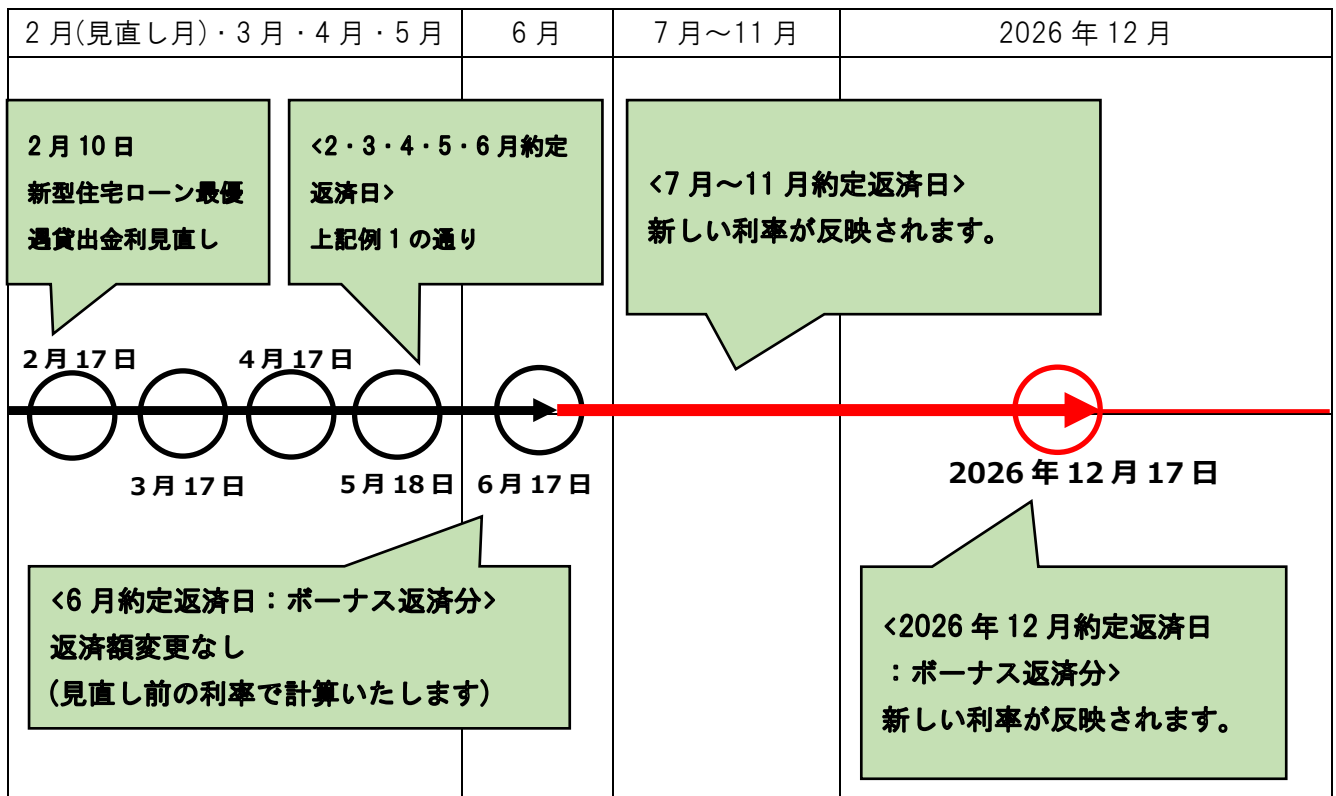 2月(見直し月)・3月・4月・5月
6月
7月～11月
2026年12月
2月10日
新型住宅ローン最優
遇貸出金利見直し
<2・3・4・5・6月約定
返済日>
上記例1の通り
<7月～11月約定返済日>
新しい利率が反映されます。
2月17日
4月17日
3月17日
5月18日
6月17日
2026年12月17日
<6月約定返済日：ボーナス返済分>
返済額変更なし
(見直し前の利率で計算いたします)
<2026年12月約定返済日
：ボーナス返済分>
新しい利率が反映されます。